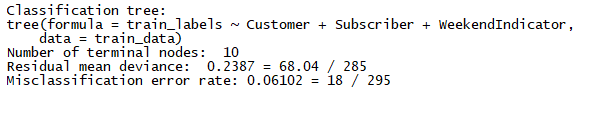 Classification tree:
tree(formula = train_labels ~ Customer + Subscriber + WeekendIndicator,
    data = train_data)
Number of terminal nodes:  10
Residual mean deviance:  0.2387 = 68.04 / 285
Misclassification error rate: 0.06102 = 18 / 295